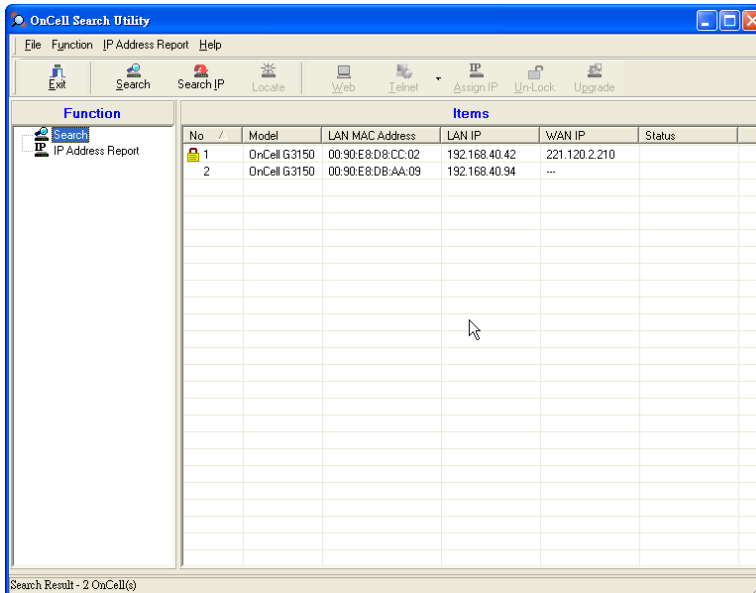 OnCell Search Utility
File Function IP Address Report Help
Exit Search Search IP Locate Web Telnet Assign IP Un-Lock Upgrade
Function
Items
Search
IP IP Address Report
No Model LAN MAC Address LAN IP WAN IP Status
1 OnCell G3150 00:90:E8:D8:CC:02 192.168.40.42 221.120.2.210
2 OnCell G3150 00:90:E8:DB:AA:09 192.168.40.94 ---
Search Result - 2 OnCell(s)